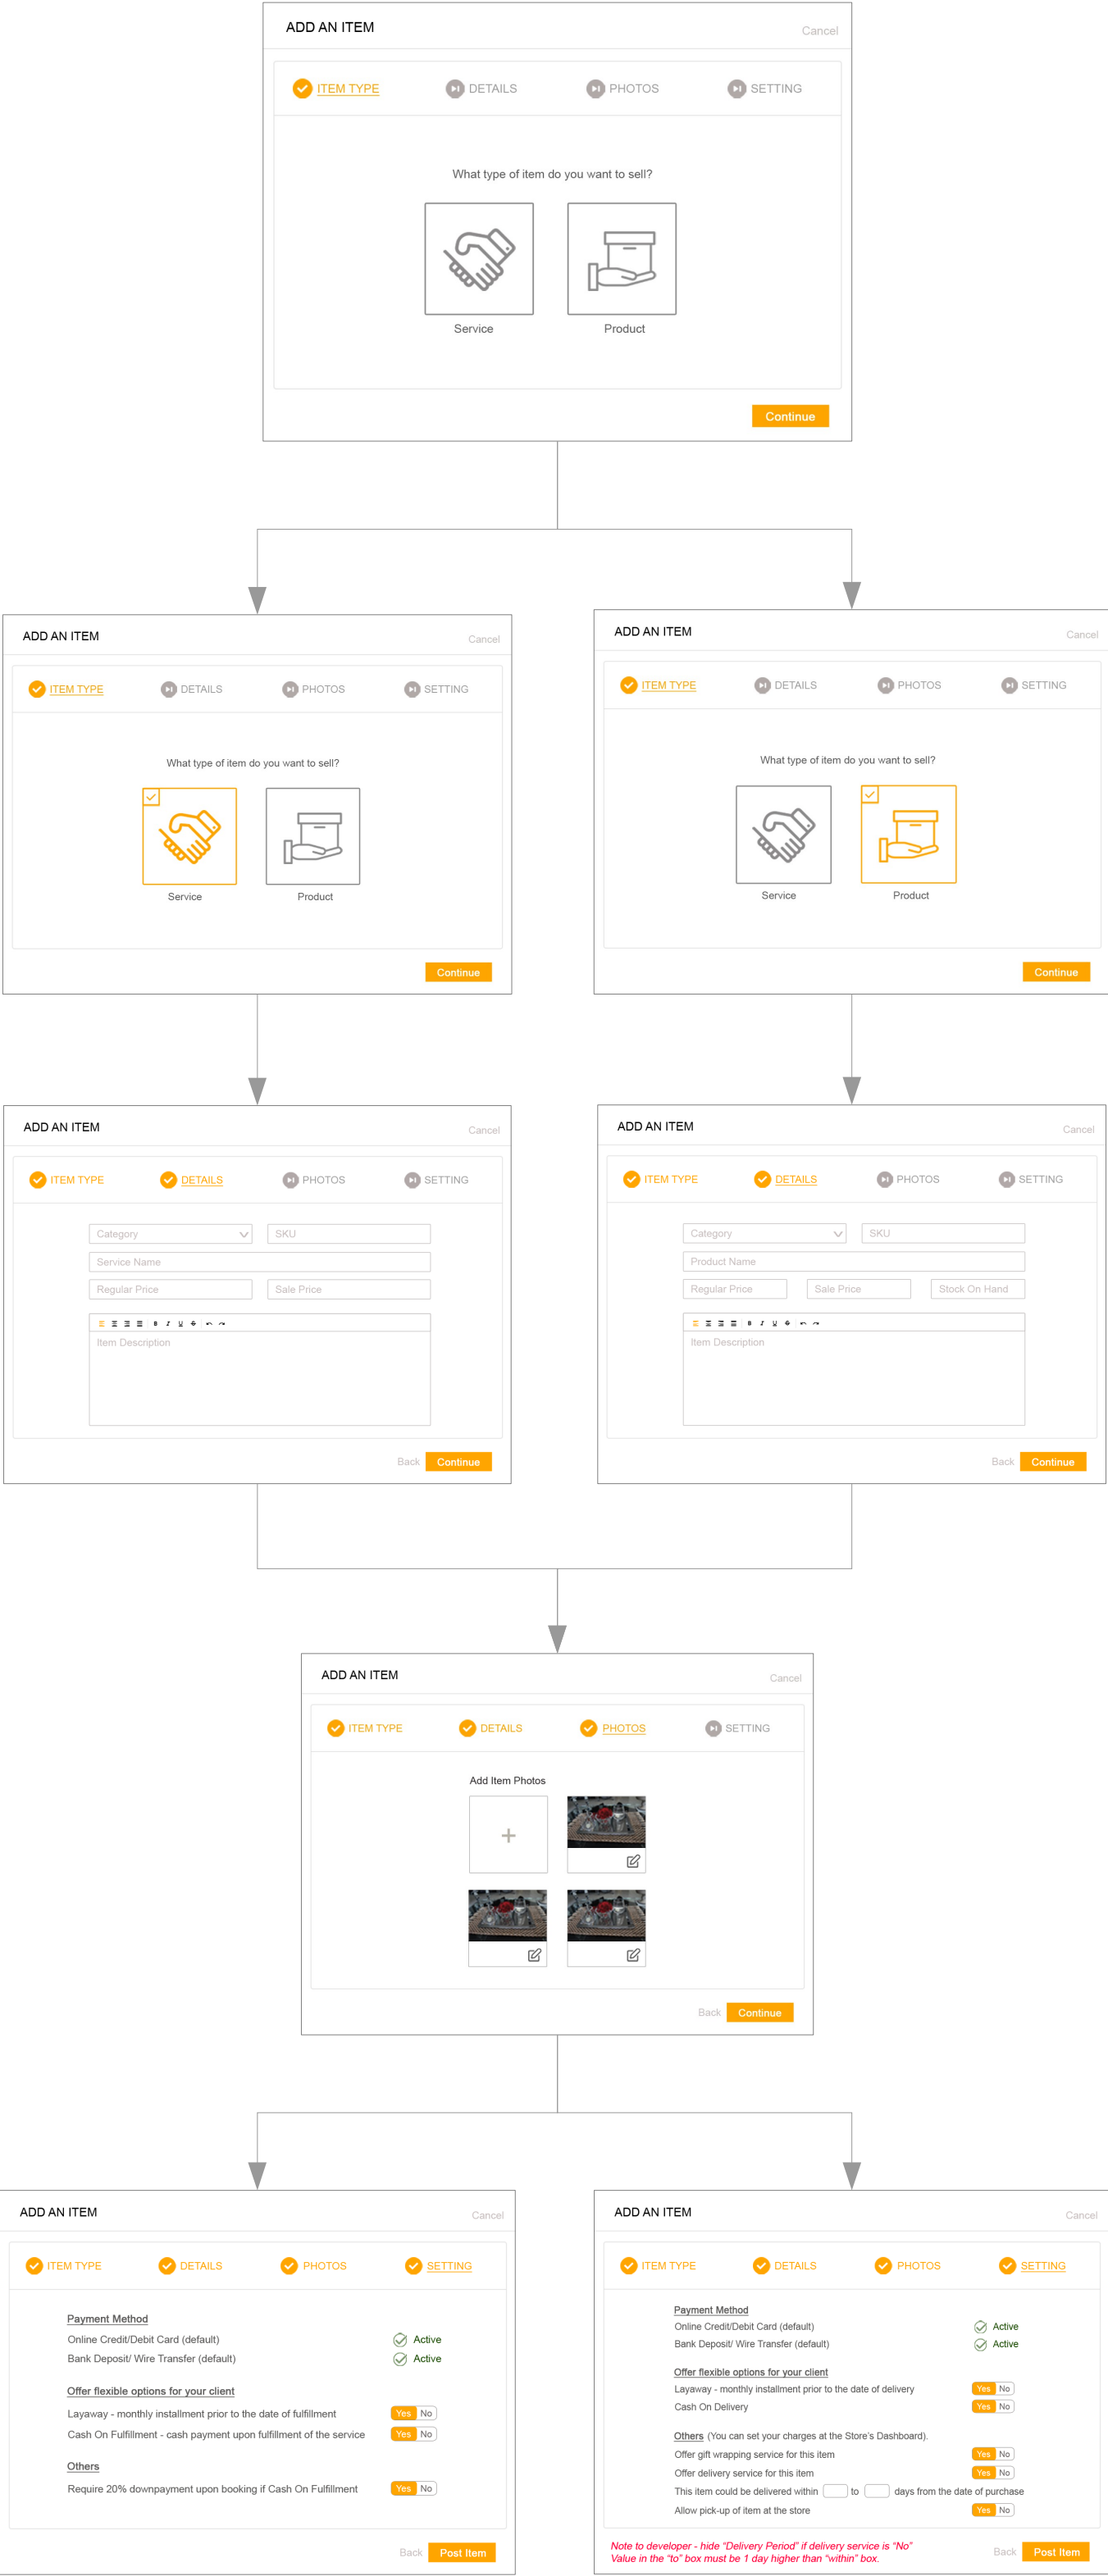 ADD AN ITEM
Cancel
ITEM TYPE DETAILS PHOTOS SETTING
What type of item do you want to sell?
Service Product
Continue
ADD AN ITEM
Cancel
ITEM TYPE DETAILS PHOTOS SETTING
What type of item do you want to sell?
Service Product
Continue
ADD AN ITEM
Cancel
ITEM TYPE DETAILS PHOTOS SETTING
What type of item do you want to sell?
Service Product
Continue
ADD AN ITEM
Cancel
ITEM TYPE DETAILS PHOTOS SETTING
Category SKU
Service Name
Regular Price Sale Price
B I U S
Item Description
Back Continue
ADD AN ITEM
Cancel
ITEM TYPE DETAILS PHOTOS SETTING
Category SKU
Product Name
Regular Price Sale Price Stock On Hand
B I U S
Item Description
Back Continue
ADD AN ITEM
Cancel
ITEM TYPE DETAILS PHOTOS SETTING
Add Item Photos
Back Continue
ADD AN ITEM
Cancel
ITEM TYPE DETAILS PHOTOS SETTING
Payment Method
Online Credit/Debit Card (default) Active
Bank Deposit/ Wire Transfer (default) Active
Offer flexible options for your client
Layaway - monthly installment prior to the date of fulfillment Yes No
Cash On Fulfillment - cash payment upon fulfillment of the service Yes No
Others
Require 20% downpayment upon booking if Cash On Fulfillment Yes No
Back Post Item
ADD AN ITEM
Cancel
ITEM TYPE DETAILS PHOTOS SETTING
Payment Method
Online Credit/Debit Card (default) Active
Bank Deposit/ Wire Transfer (default) Active
Offer flexible options for your client
Layaway - monthly installment prior to the date of delivery Yes No
Cash On Delivery Yes No
Others (You can set your charges at the Store's Dashboard).
Offer gift wrapping service for this item Yes No
Offer delivery service for this item Yes No
This item could be delivered within to days from the date of purchase
Allow pick-up of item at the store Yes No
Note to developer - hide “Delivery Period” if delivery service is “No”
Value in the “to” box must be 1 day higher than “within” box.
Back Post Item